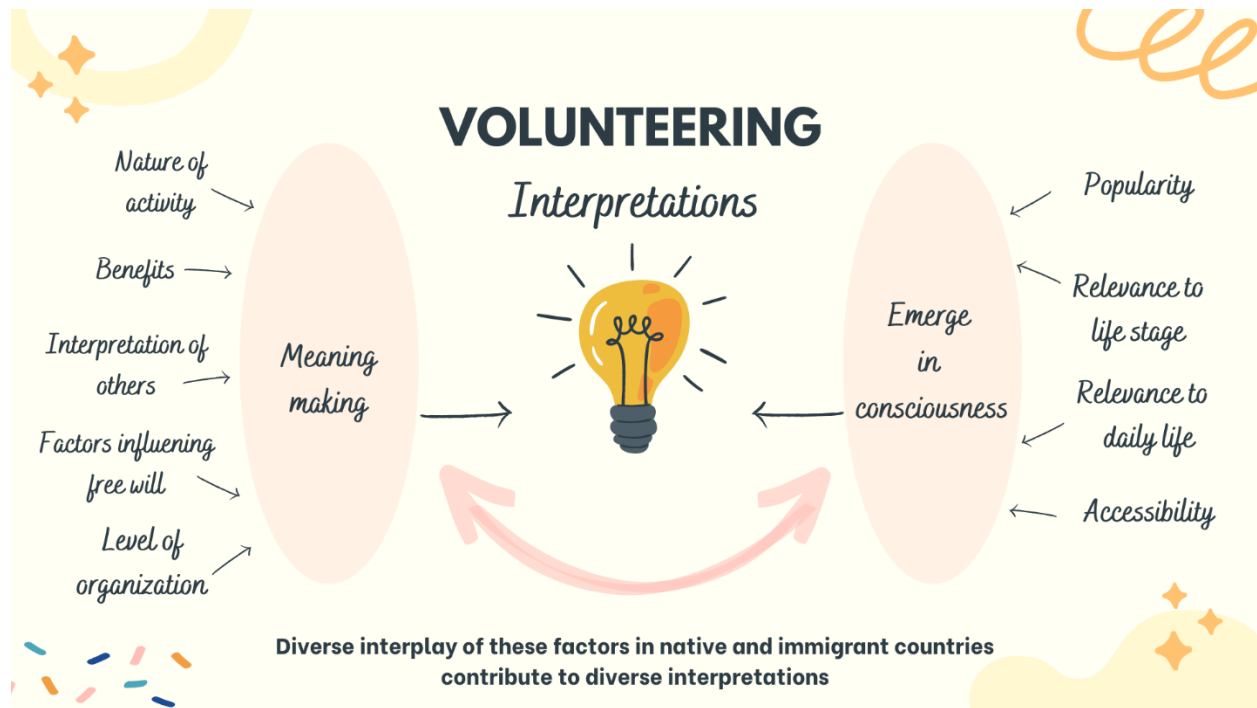 VOLUNTEERING
Interpretations
Nature of
activity
Benefits
Interpretation of
others
Factors influencing
free will
Level of
organization
Meaning
making
Emerge
in
consciousness
Popularity
Relevance to
life stage
Relevance to
daily life
Accessibility
Diverse interplay of these factors in native and immigrant countries
contribute to diverse interpretations